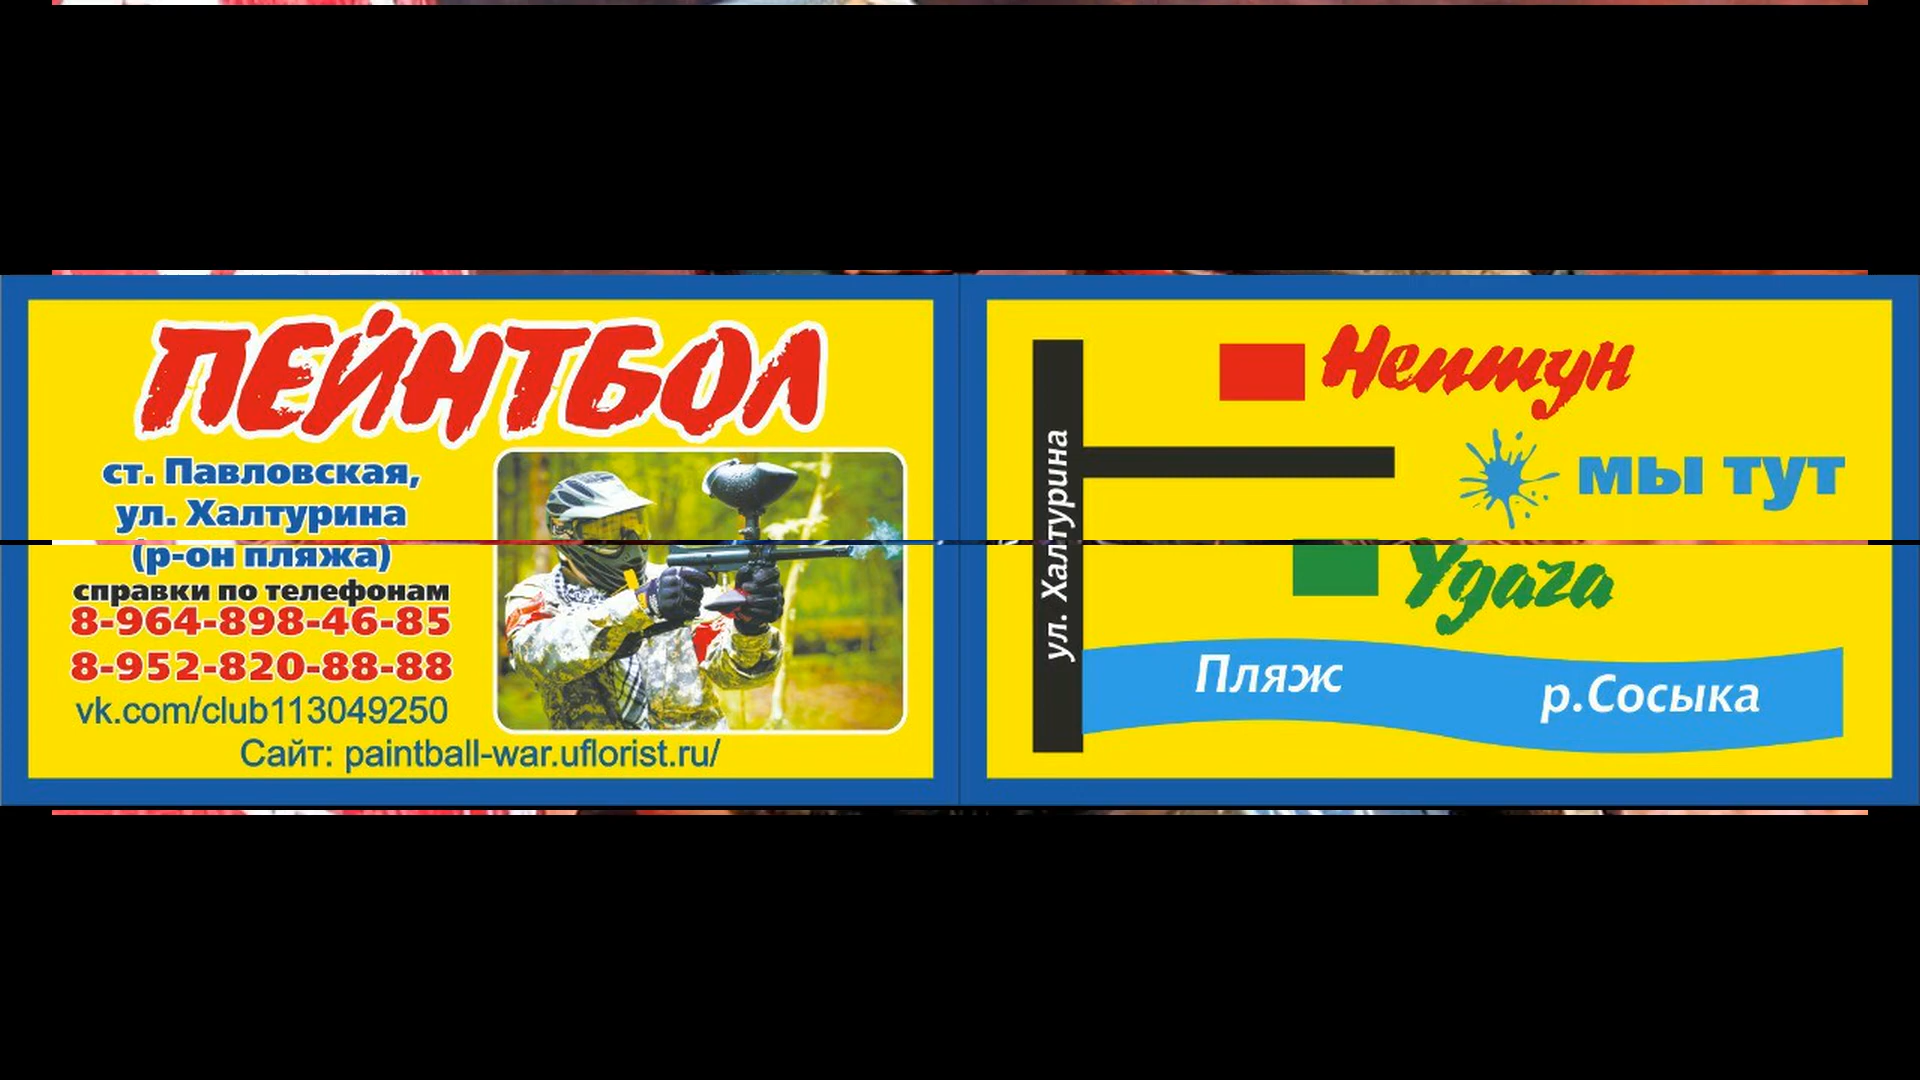 ПЕЙНТБОЛ
ст. Павловская,
ул. Халтурина
(р-он пляжа)
справки по телефонам
8-964-898-46-85
8-952-820-88-88
vk.com/club113049250
Сайт: paintball-war.uflorist.ru/
Нептун
мы тут
ул. Халтурина
Удача
Пляж
р.Сосыка